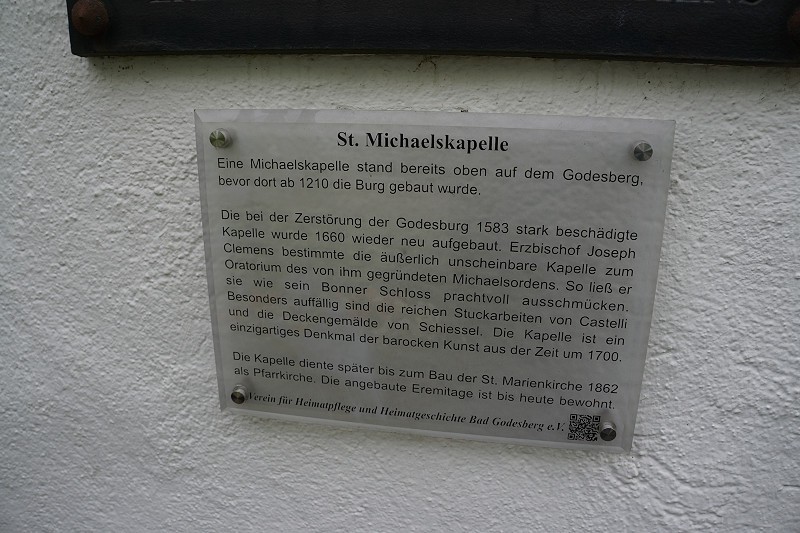 St. Michaelskapelle
Eine Michaelskapelle stand bereits oben auf dem Godesberg,
bevor dort ab 1210 die Burg gebaut wurde.
Die bei der Zerstörung der Godesburg 1583 stark beschädigte
Kapelle wurde 1660 wieder neu aufgebaut. Erzbischof Joseph
Clemens bestimmte die äußerlich unscheinbare Kapelle zum
Oratorium des von ihm gegründeten Michaelsordens. So ließ er
sie wie sein Bonner Schloss prachtvoll ausschmücken.
Besonders auffällig sind die reichen Stuckarbeiten von Castelli
und die Deckengemälde von Schiessel. Die Kapelle ist ein
einzigartiges Denkmal der barocken Kunst aus der Zeit um 1700.
Die Kapelle diente später bis zum Bau der St. Marienkirche 1862
als Pfarrkirche. Die angebaute Eremitage ist bis heute bewohnt.
Verein für Heimatpflege und Heimatgeschichte Bad Godesberg e.V.